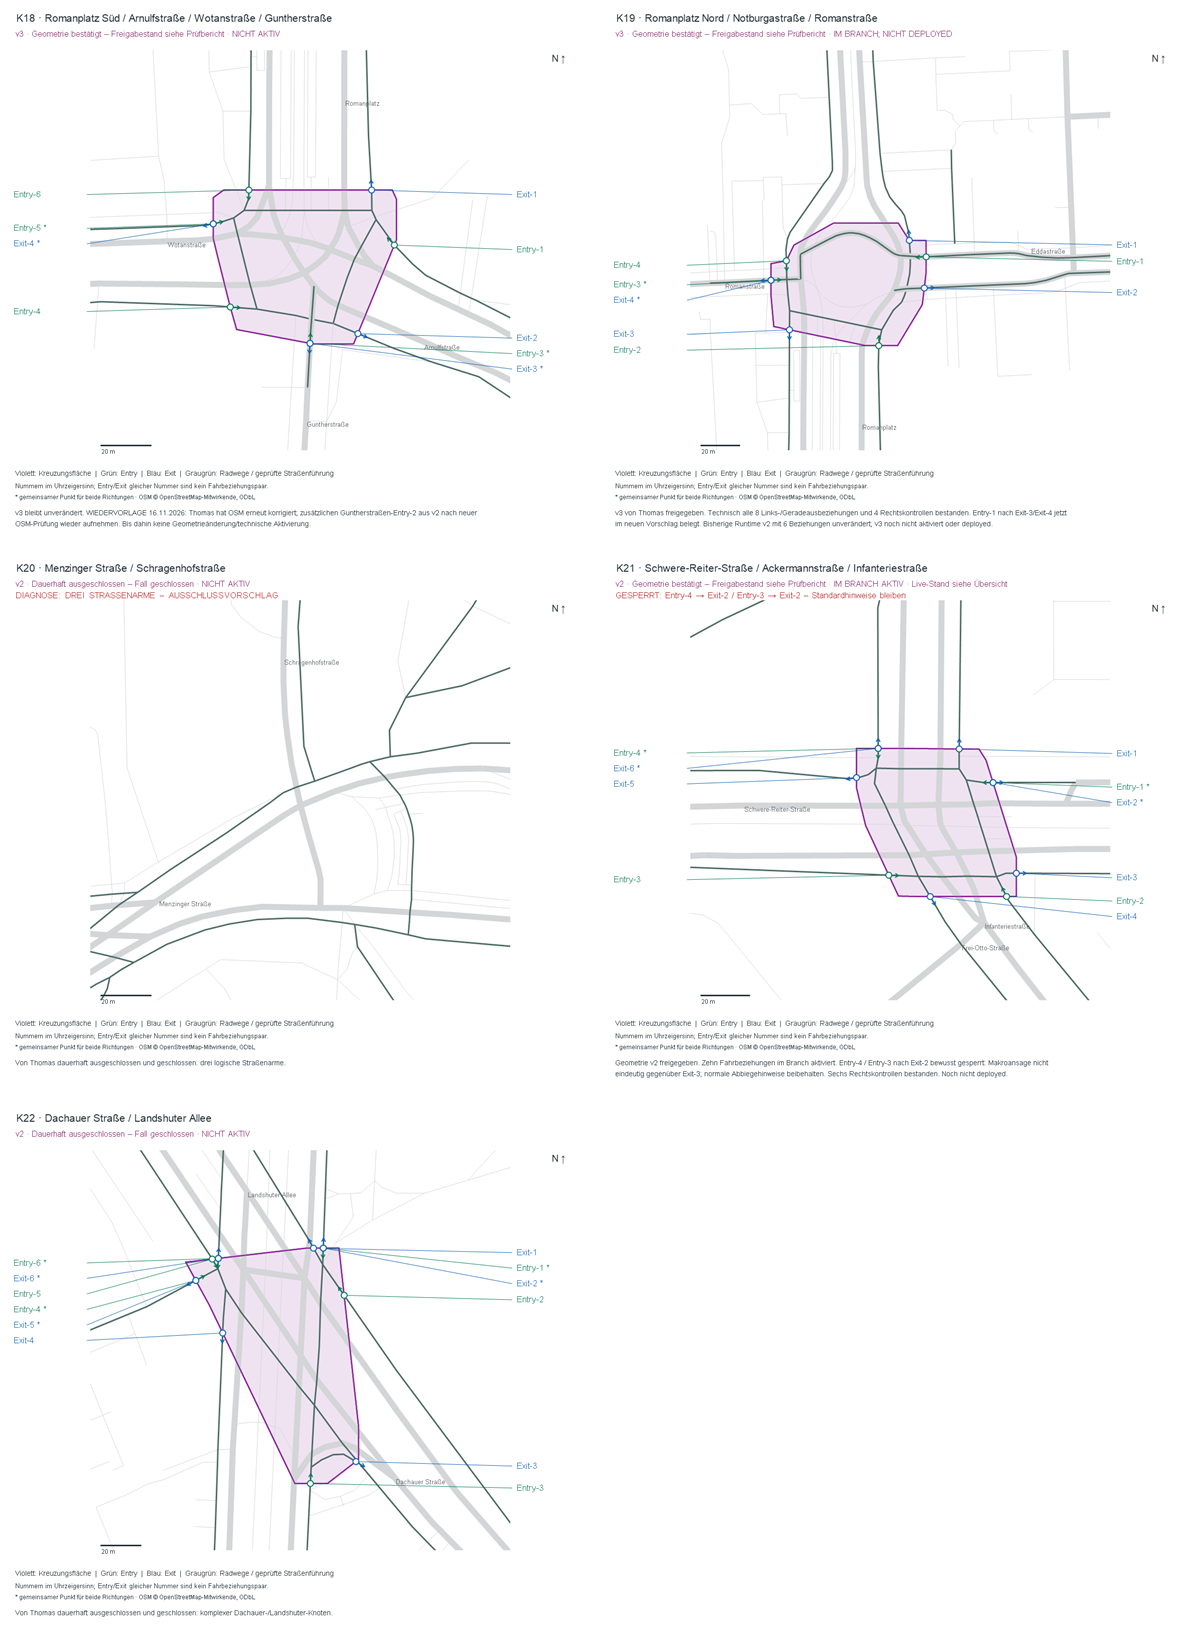 K18 · Romanplatz Süd / Arnulfstraße / Wotanstraße / Guntherstraße
v3 · Geometrie bestätigt – Freigabestand siehe Prüfbericht · NICHT AKTIV
N ↑
Romanplatz
Entry-6
Exit-1
Entry-5 *
Exit-4 *
Wotanstraße
Entry-1
Entry-4
Exit-2
Arnulfstraße
Entry-3 *
Exit-3 *
Guntherstraße
20 m
Violett: Kreuzungsfläche | Grün: Entry | Blau: Exit | Graugrün: Radwege / geprüfte Straßenführung
Nummern im Uhrzeigersinn; Entry/Exit gleicher Nummer sind kein Fahrbeziehungspaar.
* gemeinsamer Punkt für beide Richtungen · OSM © OpenStreetMap-Mitwirkende, ODbL
v3 bleibt unverändert. WIEDERVORLAGE 16.11.2026: Thomas hat OSM erneut korrigiert; zusätzlichen Guntherstraßen-Entry-2 aus v2 nach neuer
OSM-Prüfung wieder aufnehmen. Bis dahin keine Geometrieänderung/technische Aktivierung.
K19 · Romanplatz Nord / Notburgastraße / Romanstraße
v3 · Geometrie bestätigt – Freigabestand siehe Prüfbericht · IM BRANCH; NICHT DEPLOYED
N ↑
Exit-1
Eddastraße
Entry-1
Entry-4
Entry-3 *
Romanstraße
Exit-2
Exit-4 *
Exit-3
Entry-2
Romanplatz
20 m
Violett: Kreuzungsfläche | Grün: Entry | Blau: Exit | Graugrün: Radwege / geprüfte Straßenführung
Nummern im Uhrzeigersinn; Entry/Exit gleicher Nummer sind kein Fahrbeziehungspaar.
* gemeinsamer Punkt für beide Richtungen · OSM © OpenStreetMap-Mitwirkende, ODbL
v3 von Thomas freigegeben. Technisch alle 8 Links-/Geradeausbeziehungen und 4 Rechtskontrollen bestanden. Entry-1 nach Exit-3/Exit-4 jetzt
im neuen Vorschlag belegt. Bisherige Runtime v2 mit 6 Beziehungen unverändert; v3 noch nicht aktiviert oder deployed.
K20 · Menzinger Straße / Schragenhofstraße
v2 · Dauerhaft ausgeschlossen – Fall geschlossen · NICHT AKTIV
DIAGNOSE: DREI STRASSENARME – AUSSCHLUSSVORSCHLAG
N ↑
Schragenhofstraße
Menzinger Straße
20 m
Violett: Kreuzungsfläche | Grün: Entry | Blau: Exit | Graugrün: Radwege / geprüfte Straßenführung
Nummern im Uhrzeigersinn; Entry/Exit gleicher Nummer sind kein Fahrbeziehungspaar.
* gemeinsamer Punkt für beide Richtungen · OSM © OpenStreetMap-Mitwirkende, ODbL
Von Thomas dauerhaft ausgeschlossen und geschlossen: drei logische Straßenarme.
K21 · Schwere-Reiter-Straße / Ackermannstraße / Infanteriestraße
v2 · Geometrie bestätigt – Freigabestand siehe Prüfbericht · IM BRANCH AKTIV · Live-Stand siehe Übersicht
GESPERRT: Entry-4 → Exit-2 / Entry-3 → Exit-2 – Standardhinweise bleiben
N ↑
Entry-4 *
Exit-1
Exit-6 *
Exit-5
Entry-1 *
Exit-2 *
Schwere-Reiter-Straße
Entry-3
Exit-3
Entry-2
Exit-4
Infanteriestraße
Frei-Otto-Straße
20 m
Violett: Kreuzungsfläche | Grün: Entry | Blau: Exit | Graugrün: Radwege / geprüfte Straßenführung
Nummern im Uhrzeigersinn; Entry/Exit gleicher Nummer sind kein Fahrbeziehungspaar.
* gemeinsamer Punkt für beide Richtungen · OSM © OpenStreetMap-Mitwirkende, ODbL
Geometrie v2 freigegeben. Zehn Fahrbeziehungen im Branch aktiviert. Entry-4 / Entry-3 nach Exit-2 bewusst gesperrt: Makroansage nicht
eindeutig gegenüber Exit-3; normale Abbiegehinweise beibehalten. Sechs Rechtskontrollen bestanden. Noch nicht deployed.
K22 · Dachauer Straße / Landshuter Allee
v2 · Dauerhaft ausgeschlossen – Fall geschlossen · NICHT AKTIV
N ↑
Landshuter Allee
Exit-1
Entry-6 *
Entry-1 *
Exit-6 *
Exit-2 *
Entry-5
Entry-2
Entry-4 *
Exit-5 *
Exit-4
Exit-3
Dachauer Straße
Entry-3
20 m
Violett: Kreuzungsfläche | Grün: Entry | Blau: Exit | Graugrün: Radwege / geprüfte Straßenführung
Nummern im Uhrzeigersinn; Entry/Exit gleicher Nummer sind kein Fahrbeziehungspaar.
* gemeinsamer Punkt für beide Richtungen · OSM © OpenStreetMap-Mitwirkende, ODbL
Von Thomas dauerhaft ausgeschlossen und geschlossen: komplexer Dachauer-/Landshuter-Knoten.